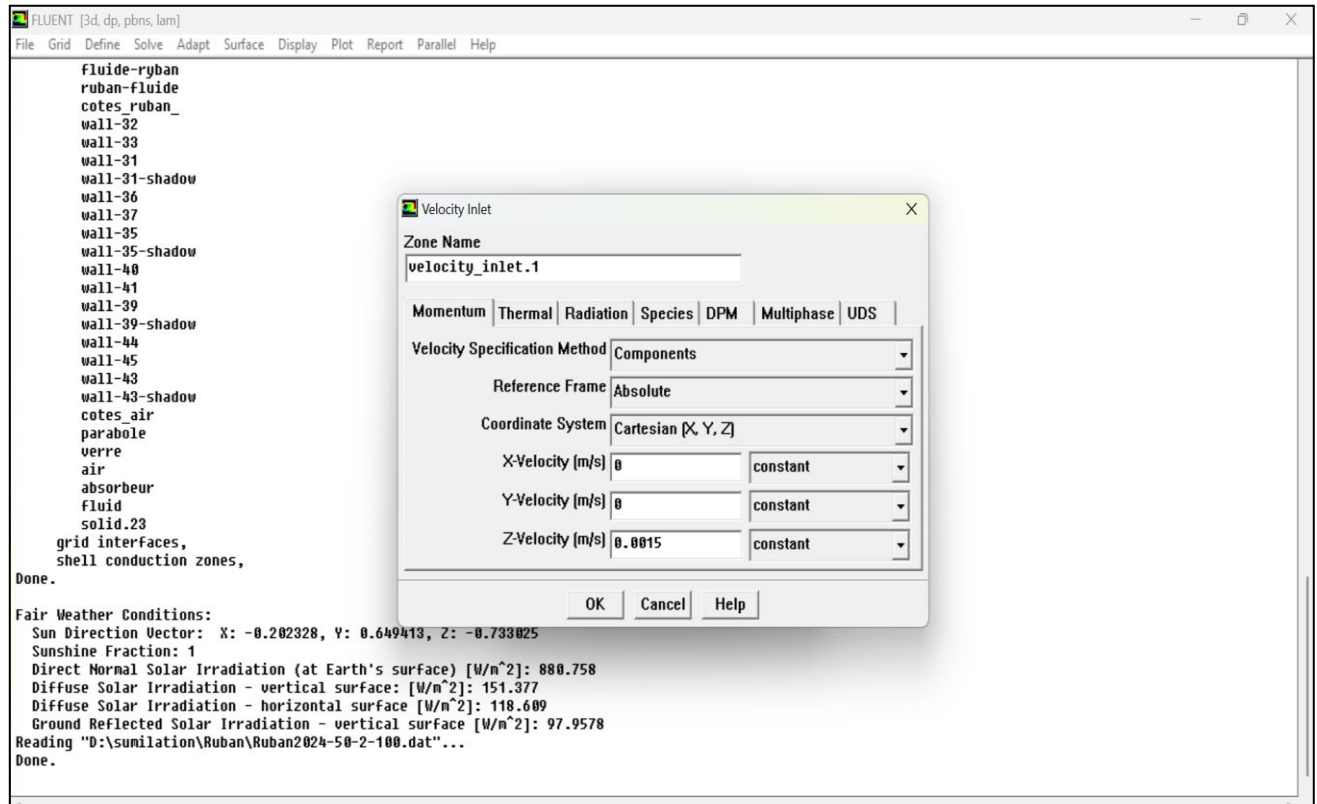 FLUENT [3d, dp, pbns, lam]
File Grid Define Solve Adapt Surface Display Plot Report Parallel Help
fluide-ryban
ruban-fluide
cotes_ruban_
wall-32
wall-33
wall-31
wall-31-shadow
wall-36
wall-37
wall-35
wall-35-shadow
wall-40
wall-41
wall-39
wall-39-shadow
wall-44
wall-45
wall-43
wall-43-shadow
cotes_air
parabole
verre
air
absorbeur
fluid
solid.23
grid interfaces,
shell conduction zones,
Done.
Fair Weather Conditions:
Sun Direction Vector: X: -0.202328, Y: 0.649413, Z: -0.733025
Sunshine Fraction: 1
Direct Normal Solar Irradiation (at Earth's surface) [W/m^2]: 880.758
Diffuse Solar Irradiation - vertical surface: [W/m^2]: 151.377
Diffuse Solar Irradiation - horizontal surface [W/m^2]: 118.609
Ground Reflected Solar Irradiation - vertical surface [W/m^2]: 97.9578
Reading "D:\sumilation\Ruban\Ruban2024-50-2-100.dat"...
Done.
Velocity Inlet
Zone Name
velocity_inlet.1
Momentum Thermal Radiation Species DPM Multiphase UDS
Velocity Specification Method Components
Reference Frame Absolute
Coordinate System Cartesian (X, Y, Z)
X-Velocity (m/s) 0 constant
Y-Velocity (m/s) 0 constant
Z-Velocity (m/s) 0.0015 constant
OK Cancel Help